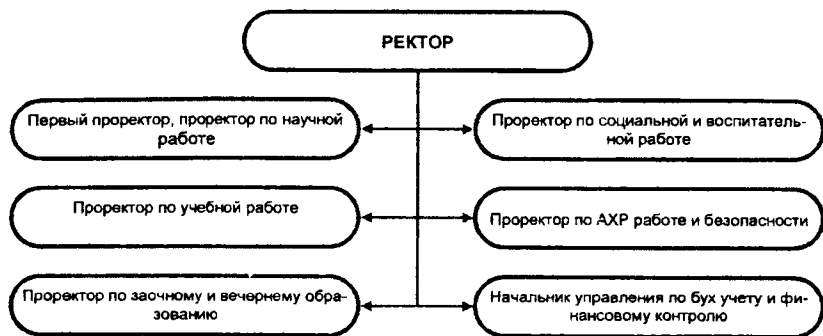 РЕКТОР
Первый проректор, проректор по научной
работе
Проректор по социальной и воспитатель-
ной работе
Проректор по учебной работе
Проректор по АХР работе и безопасности
Проректор по заочному и вечернему обра-
зованию
Начальник управления по бух учету и фи-
нансовому контролю